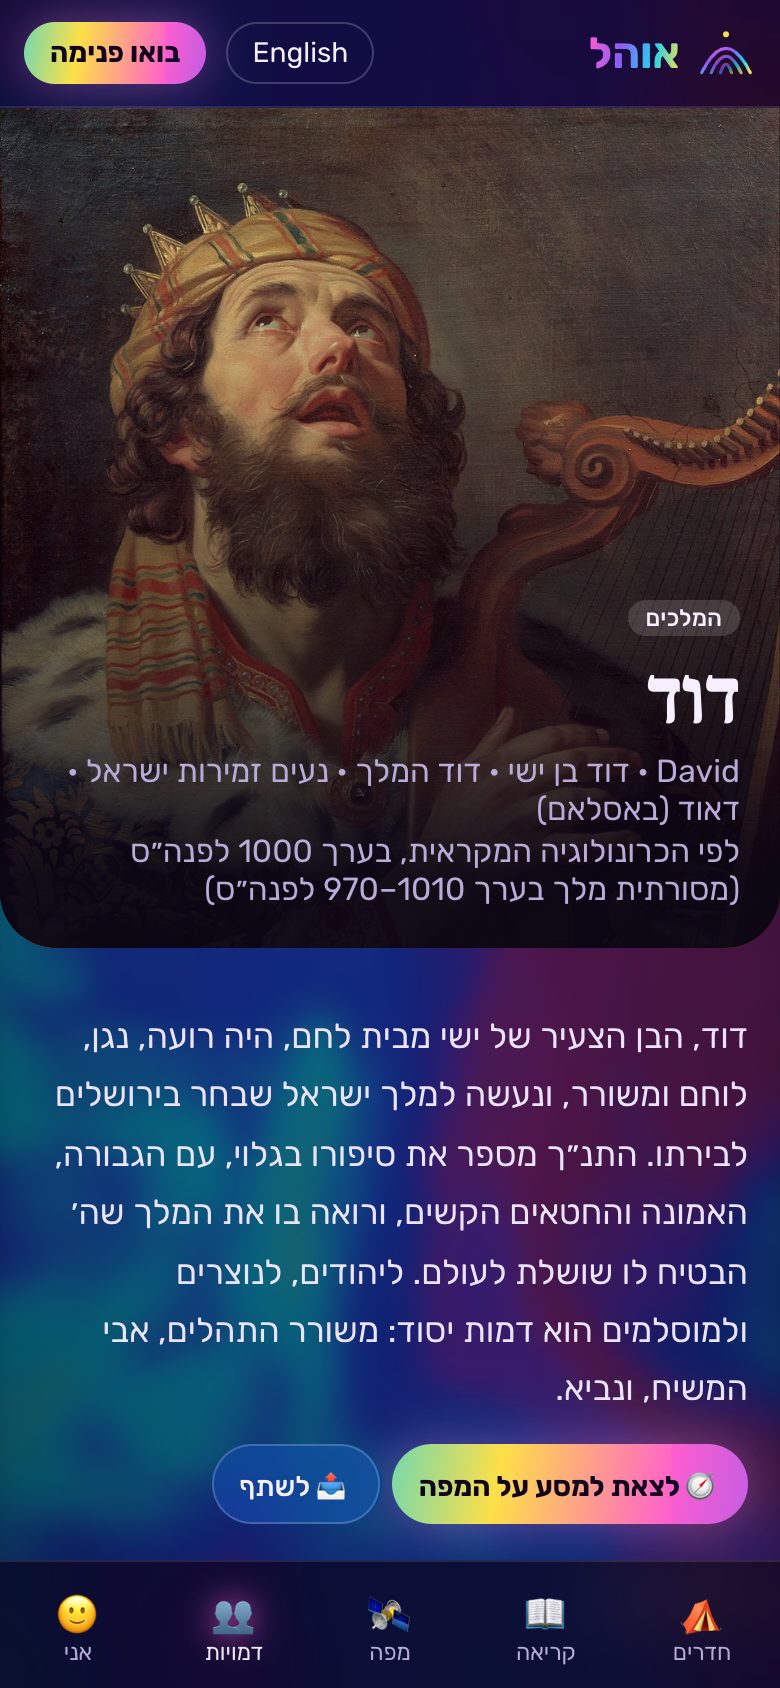 אוהל
English
בואו פנימה
המלכים
דוד
David • דוד בן ישי • דוד המלך • נעים זמירות ישראל •
דאוד (באסלאם)
לפי הכרונולוגיה המקראית, בערך 1000 לפנה״ס
(מסורתית מלך בערך 1010–970 לפנה״ס)
דוד, הבן הצעיר של ישי מבית לחם, היה רועה, נגן,
לוחם ומשורר, ונעשה למלך ישראל שבחר בירושלים
לבירתו. התנ״ך מספר את סיפורו בגלוי, עם הגבורה,
האמונה והחטאים הקשים, ורואה בו את המלך שה׳
הבטיח לו שושלת לעולם. ליהודים, לנוצרים
ולמוסלמים הוא דמות יסוד: משורר התהלים, אבי
המשיח, ונביא.
🧭 לצאת למסע על המפה
📤 לשתף
חדרים
קריאה
מפה
דמויות
אני